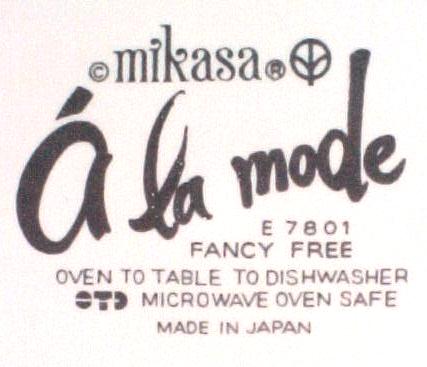 © mikasa ®
Á la mode
E 7801
FANCY FREE
OVEN TO TABLE TO DISHWASHER
OTD MICROWAVE OVEN SAFE
MADE IN JAPAN